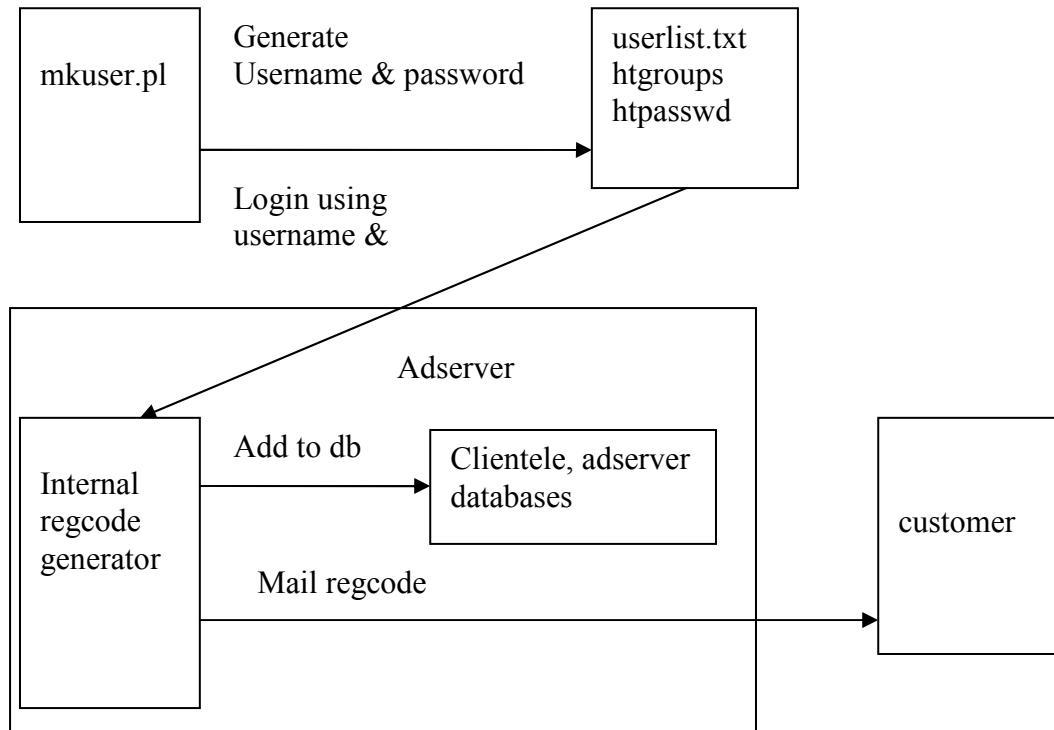 mkuser.pl
Generate
Username & password
userlist.txt
htgroups
htpasswd
Login using
username &
Adserver
Internal
regcode
generator
Add to db
Clientele, adserver
databases
Mail regcode
customer